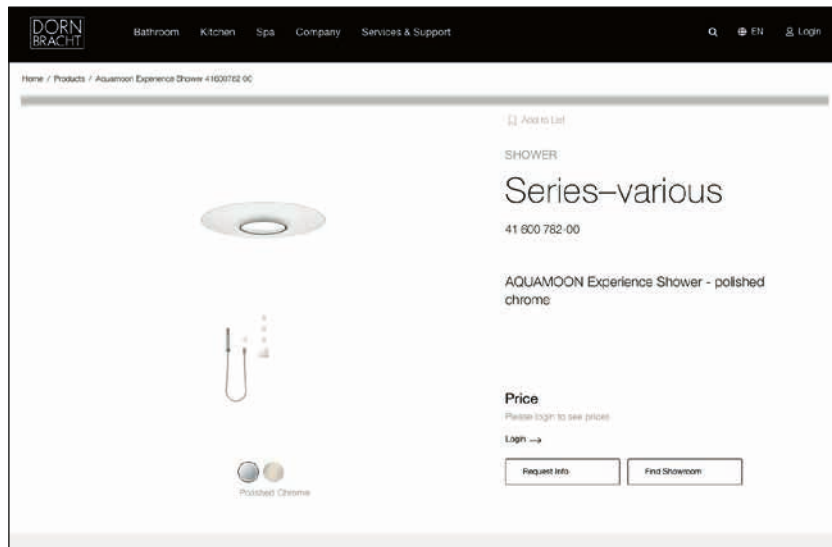 DORN
BRACHT
Bathroom Kitchen Spa Company Services & Support
EN Login
Home / Products / Aquamoon Experience Shower 41600782-00
Add to List
SHOWER
Series–various
41 600 782-00
AQUAMOON Experience Shower - polished
chrome
Price
Please login to see prices
Login →
Request Info Find Showroom
Polished Chrome